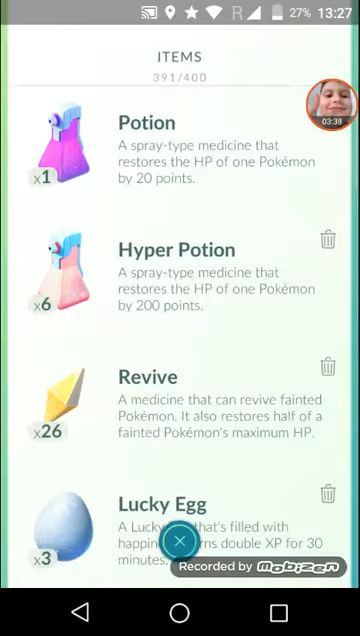 R 27% 13:27
ITEMS
391/400
03:38
Potion
A spray-type medicine that
restores the HP of one Pokémon
by 20 points.
x1
Hyper Potion
A spray-type medicine that
restores the HP of one Pokémon
by 200 points.
x6
Revive
A medicine that can revive fainted
Pokémon. It also restores half of a
fainted Pokémon's maximum HP.
x26
Lucky Egg
A Lucky that's filled with
happin rns double XP for 30
minutes.
x3
Recorded by mobizen